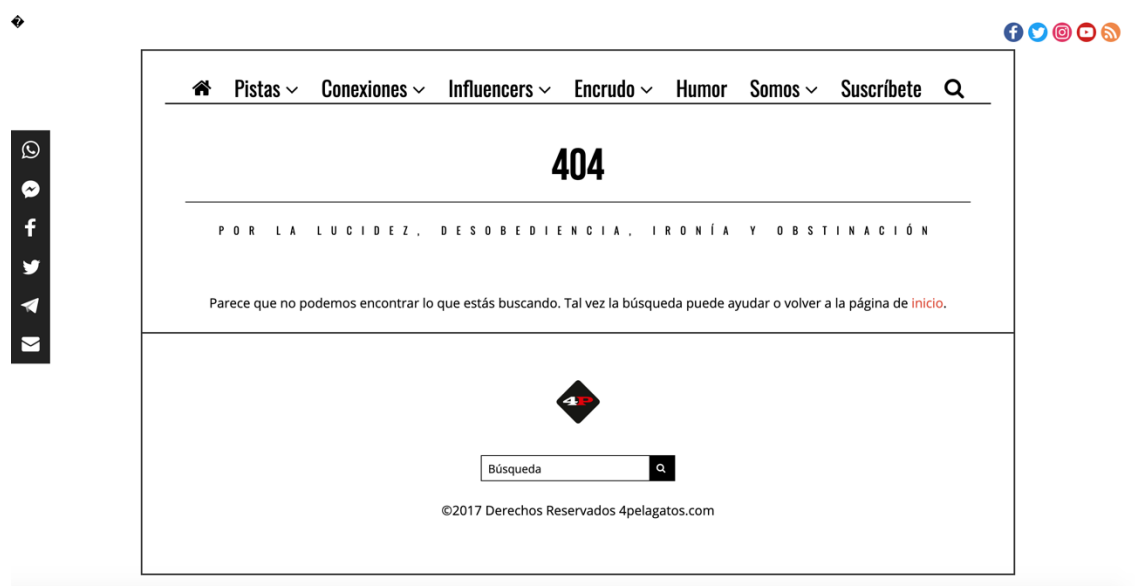 �
Pistas Conexiones Influencers Encrudo Humor Somos Suscríbete
404
POR LA LUCIDEZ, DESOBEDIENCIA, IRONÍA Y OBSTINACIÓN
Parece que no podemos encontrar lo que estás buscando. Tal vez la búsqueda puede ayudar o volver a la página de inicio.
4P
Búsqueda
©2017 Derechos Reservados 4pelagatos.com